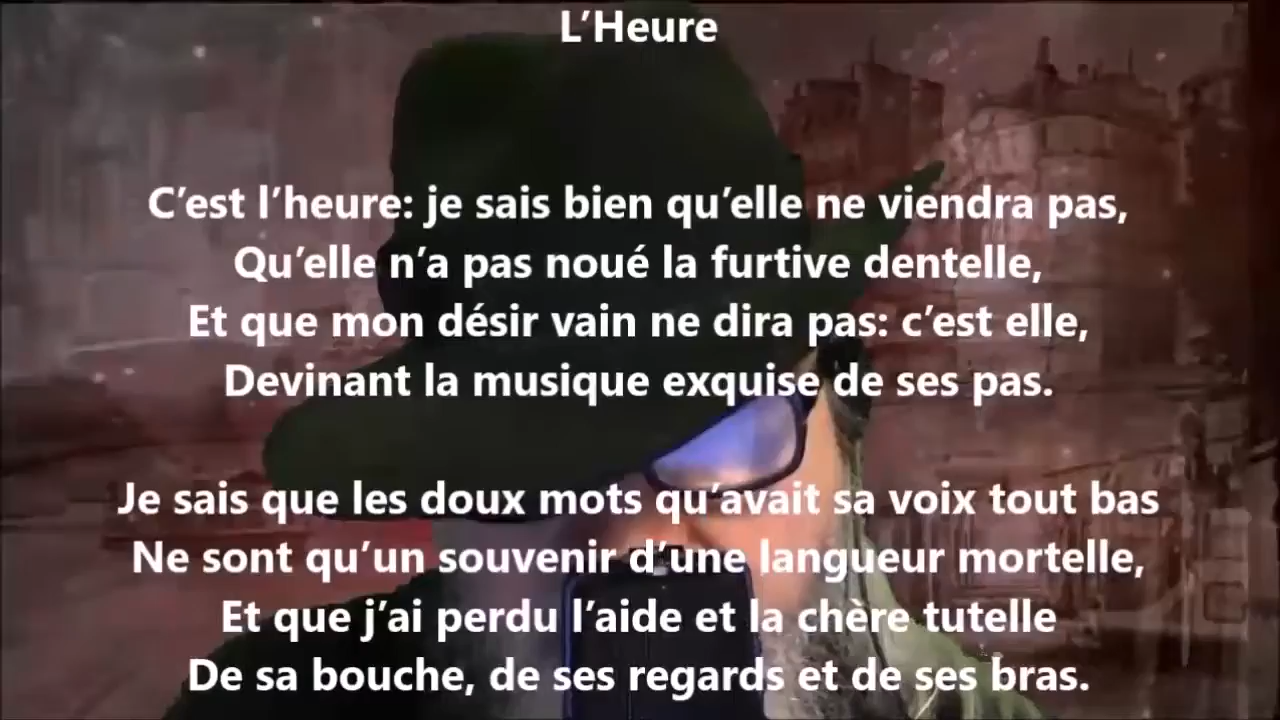 L’Heure
C’est l’heure: je sais bien qu’elle ne viendra pas,
Qu’elle n’a pas noué la furtive dentelle,
Et que mon désir vain ne dira pas: c’est elle,
Devinant la musique exquise de ses pas.
Je sais que les doux mots qu’avait sa voix tout bas
Ne sont qu’un souvenir d’une langueur mortelle,
Et que j’ai perdu l’aide et la chère tutelle
De sa bouche, de ses regards et de ses bras.